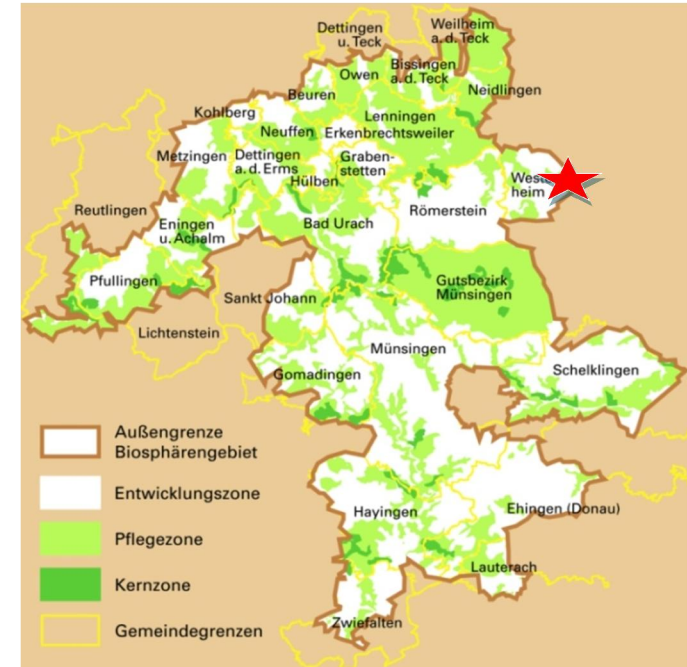 Dettingen
u. Teck
Weilheim
a. d. Teck
Bissingen
a. d. Teck
Owen
Neidlingen
Beuren
Kohlberg
Lenningen
Neuffen
Erkenbrechtsweiler
Metzingen
Dettingen
a. d. Erms
Graben-
stetten
Hülben
West
heim
Reutlingen
Römerstein
Eningen
u. Achalm
Bad Urach
Pfullingen
Gutsbezirk
Münsingen
Sankt Johann
Lichtenstein
Münsingen
Schelklingen
Gomadingen
Außengrenze
Biosphärengebiet
Entwicklungszone
Hayingen
Ehingen (Donau)
Pflegezone
Lauterach
Kernzone
Zwiefalten
Gemeindegrenzen